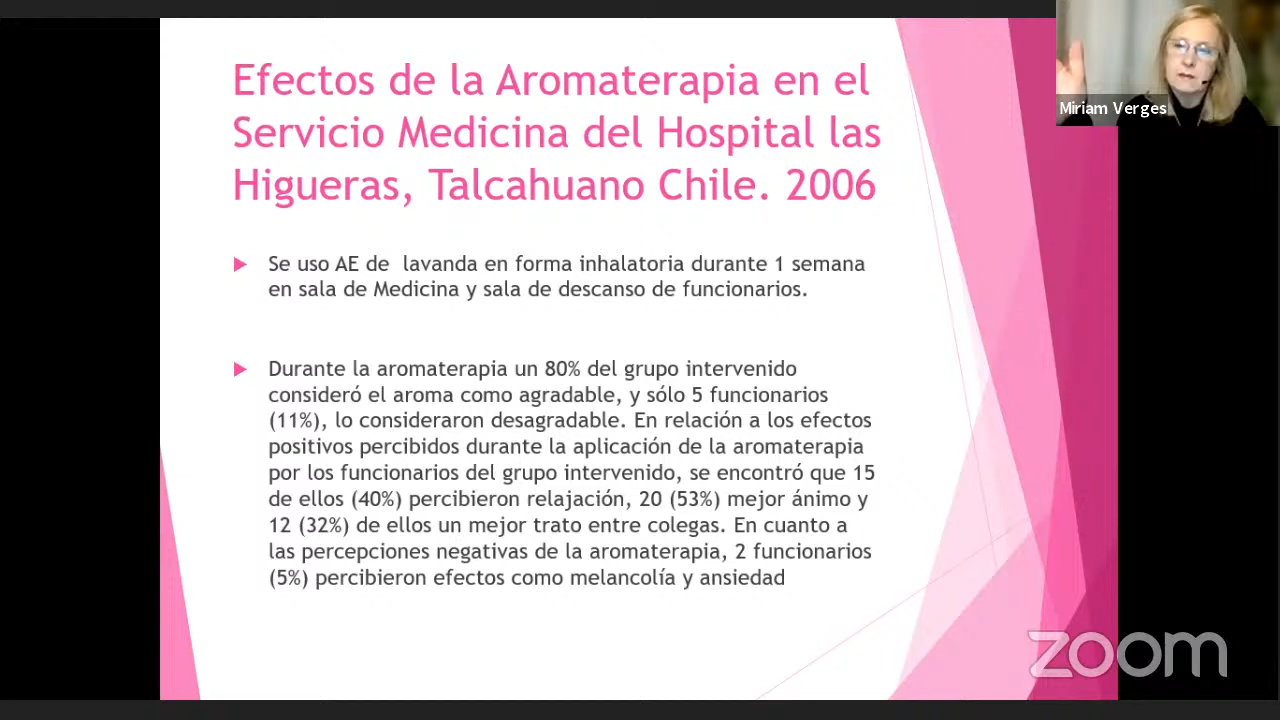 Efectos de la Aromaterapia en el
Servicio Medicina del Hospital las
Higueras, Talcahuano Chile. 2006
Se uso AE de  lavanda en forma inhalatoria durante 1 semana
en sala de Medicina y sala de descanso de funcionarios.
Durante la aromaterapia un 80% del grupo intervenido
consideró el aroma como agradable, y sólo 5 funcionarios
(11%), lo consideraron desagradable. En relación a los efectos
positivos percibidos durante la aplicación de la aromaterapia
por los funcionarios del grupo intervenido, se encontró que 15
de ellos (40%) percibieron relajación, 20 (53%) mejor ánimo y
12 (32%) de ellos un mejor trato entre colegas. En cuanto a
las percepciones negativas de la aromaterapia, 2 funcionarios
(5%) percibieron efectos como melancolía y ansiedad
Miriam Verges
zoom